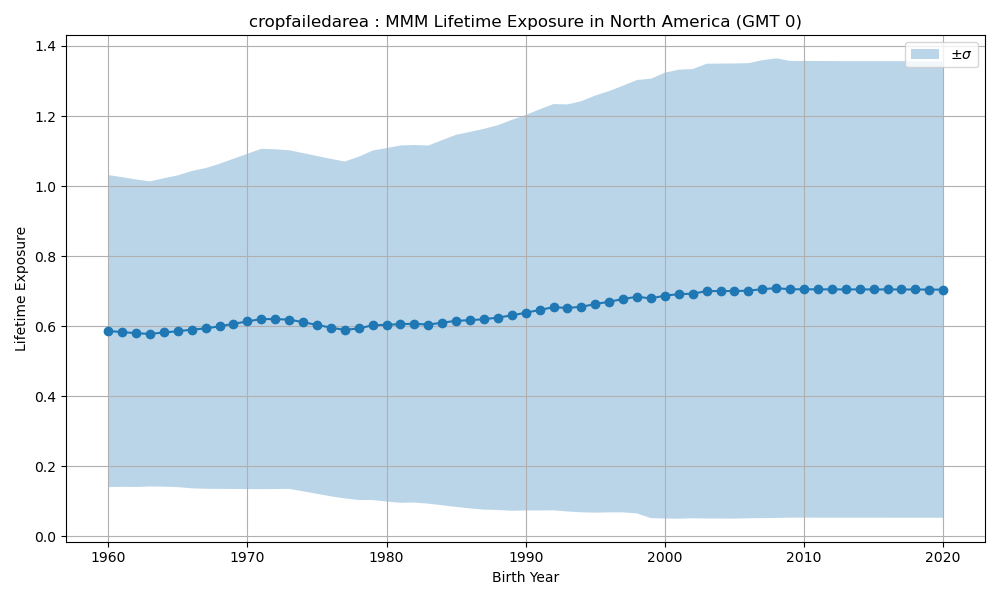 cropfailedarea : MMM Lifetime Exposure in North America (GMT 0)
±σ
Lifetime Exposure
1.4
1.2
1.0
0.8
0.6
0.4
0.2
0.0
1960 1970 1980 1990 2000 2010 2020
Birth Year